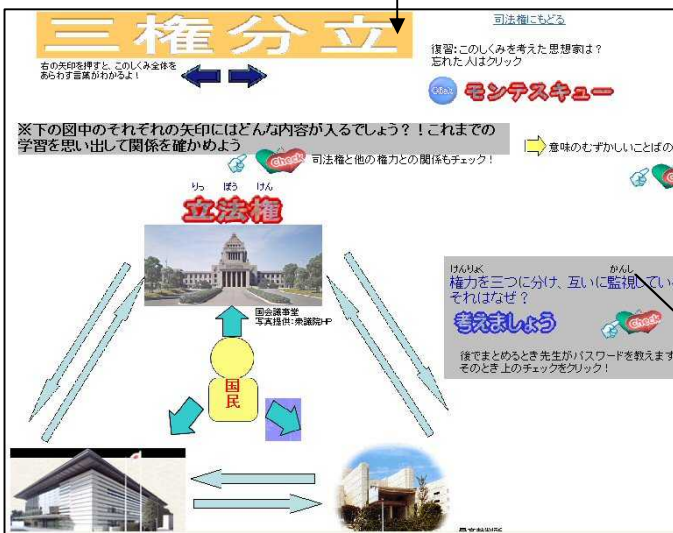 三権分立
司法権にもどる
右の矢印を押すと、このしくみ全体を
あらわす言葉がわかるよ！
復習：このしくみを考えた思想家は？
忘れた人はクリック
モンテスキュー
※下の図中のそれぞれの矢印にはどんな内容が入るでしょう？！これまでの
学習を思い出して関係を確かめよう
Check
司法権と他の権力との関係もチェック！
意味のむずかしいことばの
りっ ぽう けん
立法権
国会議事堂
写真提供：衆議院HP
けんりょく かんし
権力を三つに分け、互いに監視してい
それはなぜ？
考えましょう
Check
後でまとめるとき先生がパスワードを教えます
そのとき上のチェックをクリック！
国民